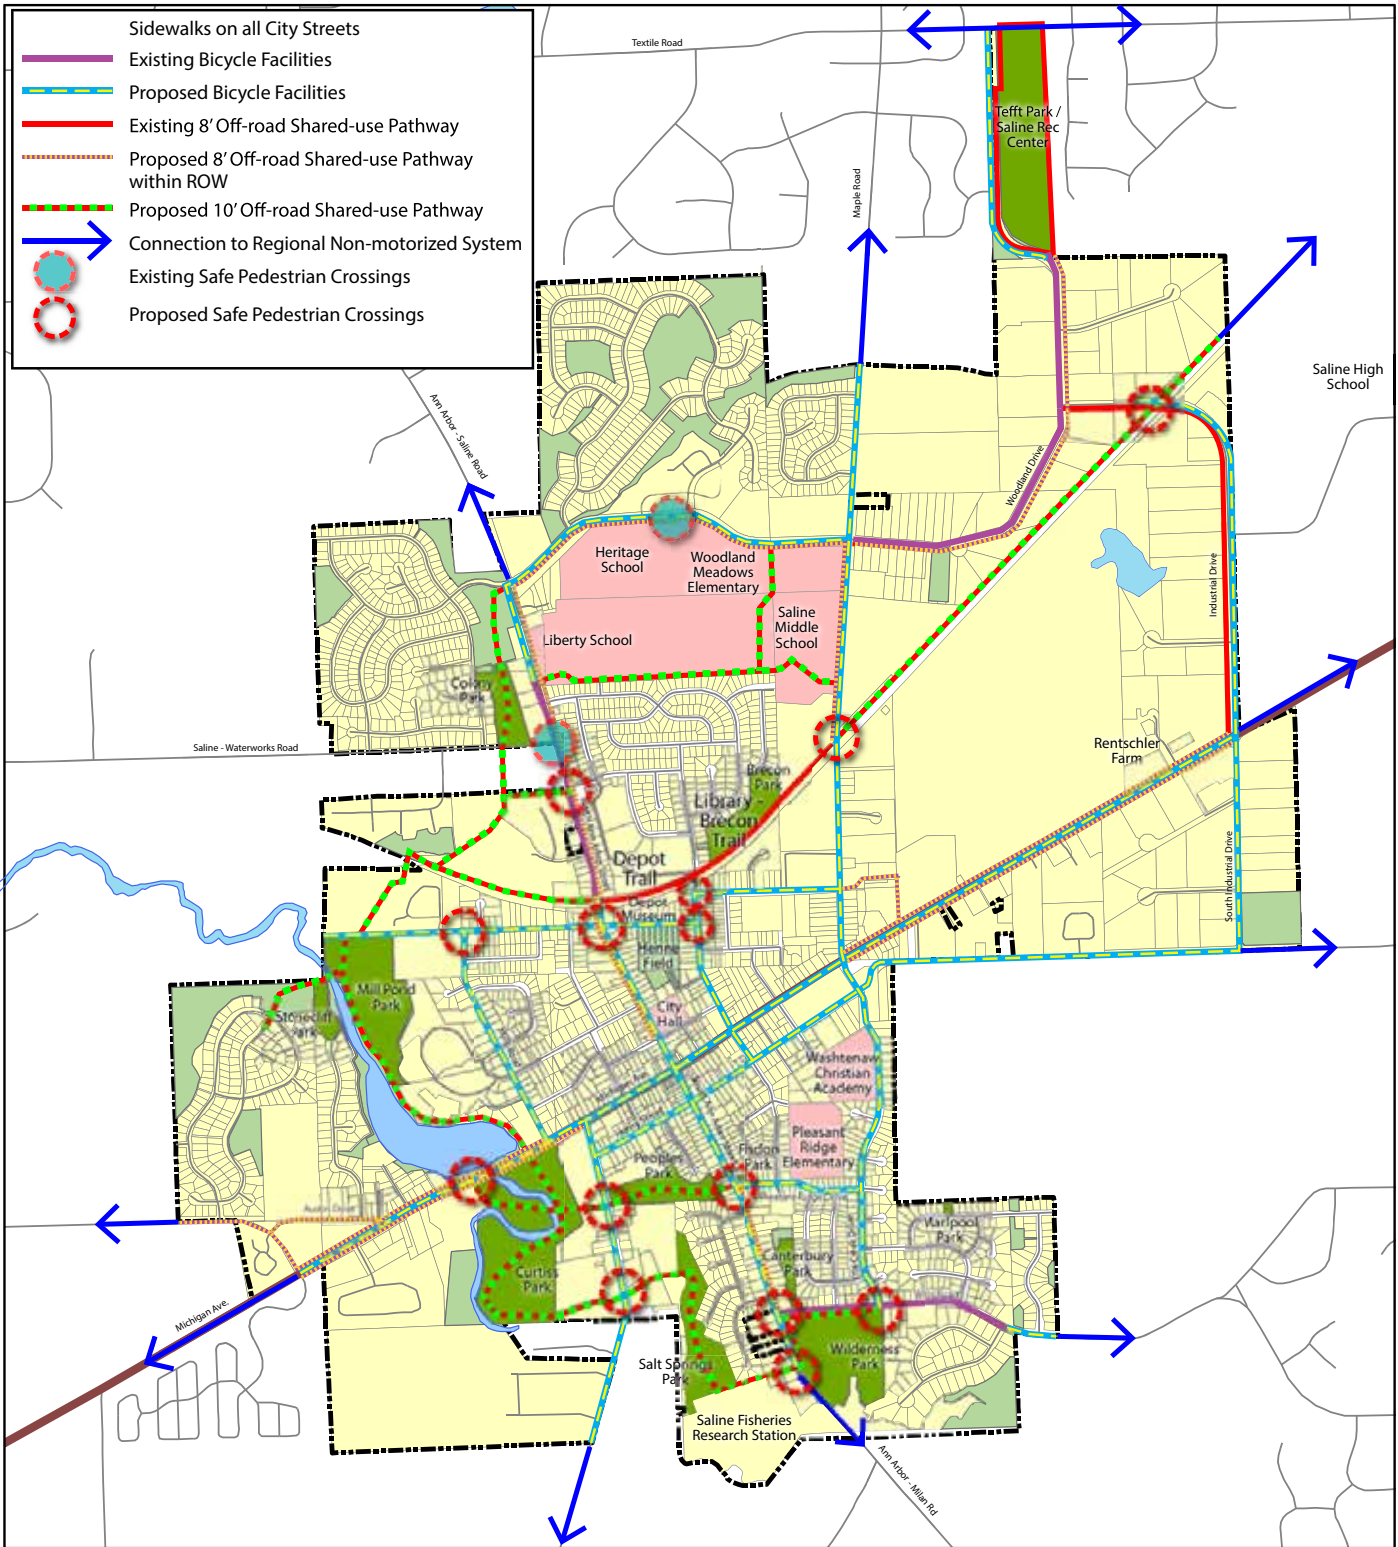 Sidewalks on all City Streets
Existing Bicycle Facilities
Proposed Bicycle Facilities
Existing 8' Off-road Shared-use Pathway
Proposed 8' Off-road Shared-use Pathway
within ROW
Proposed 10' Off-road Shared-use Pathway
Connection to Regional Non-motorized System
Existing Safe Pedestrian Crossings
Proposed Safe Pedestrian Crossings
Textile Road
Tefft Park /
Saline Rec
Center
Maple Road
Saline High
School
Ann Arbor - Saline Road
Woodland Drive
Heritage
School
Woodland
Meadows
Elementary
Industrial Drive
Saline
Middle
School
Liberty School
Colony
Park
Saline - Waterworks Road
Rentschler
Farm
Brecon
Park
Library -
Brecon
Trail
Depot
Trail
South Industrial Drive
Depot
Museum
Henne
Field
Mill Pond
Park
City
Hall
Stonecliff
Park
Washtenaw
Christian
Academy
Pleasant
Ridge
Elementary
Peoples
Park
Park
Austin
Marlpool
Park
Canterbury
Park
Curtiss
Park
Michigan Ave.
Wilderness
Park
Salt Springs
Park
Saline Fisheries
Research Station
Ann Arbor - Milan Rd